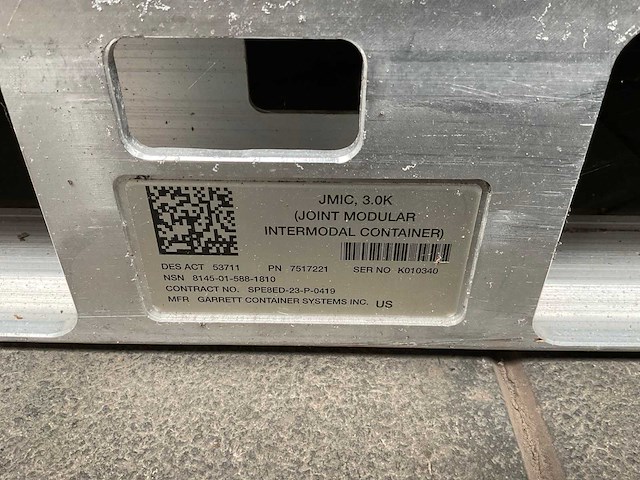 JMIC, 3.0K
(JOINT MODULAR
INTERMODAL CONTAINER)
DES ACT 53711 PN 7517221 SER NO K010340
NSN 8145-01-588-1810
CONTRACT NO. SPE8ED-23-P-0419
MFR GARRETT CONTAINER SYSTEMS INC. US